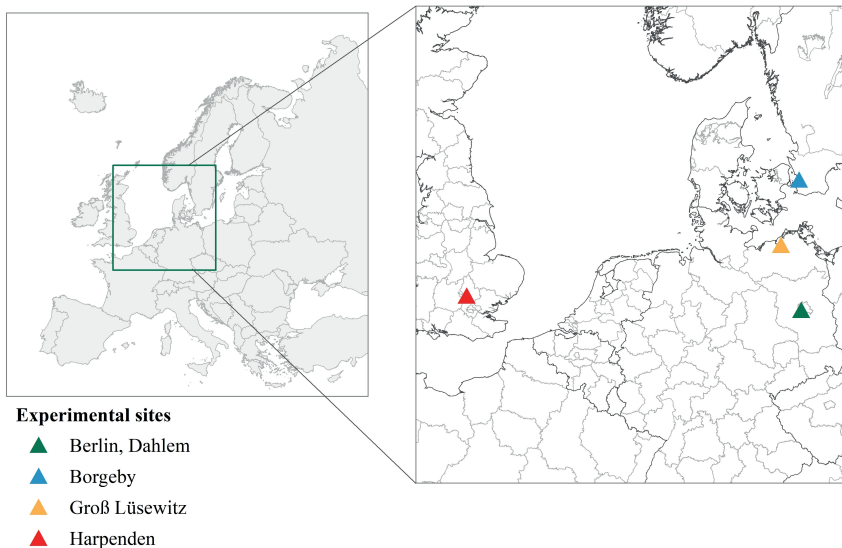 Experimental sites
Berlin, Dahlem
Borgeby
Groß Lüsewitz
Harpenden